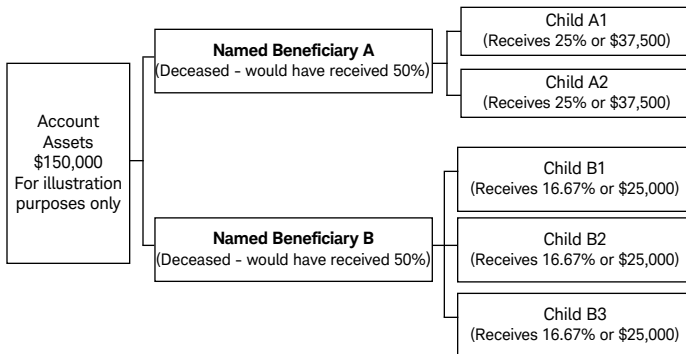 Account
Assets
$150,000
For illustration
purposes only
Named Beneficiary A
(Deceased - would have received 50%)
Child A1
(Receives 25% or $37,500)
Child A2
(Receives 25% or $37,500)
Named Beneficiary B
(Deceased - would have received 50%)
Child B1
(Receives 16.67% or $25,000)
Child B2
(Receives 16.67% or $25,000)
Child B3
(Receives 16.67% or $25,000)